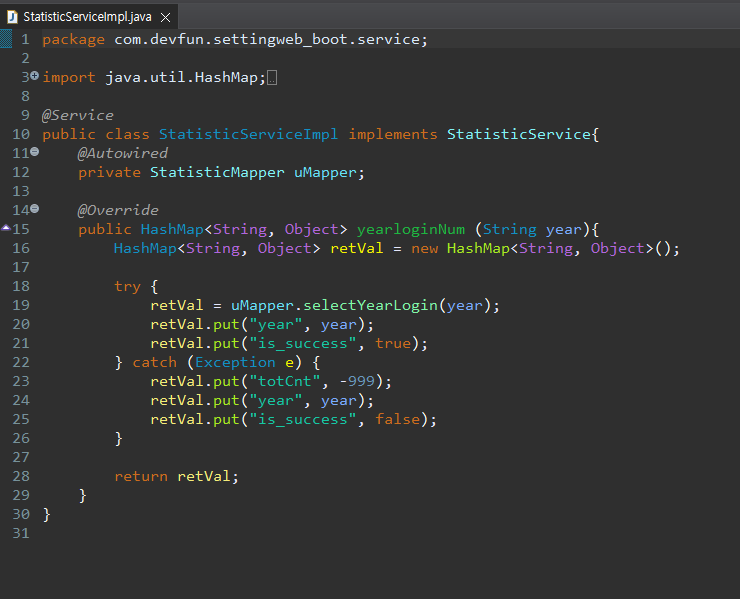 StatisticServiceImpl.java
1 package com.devfun.settingweb_boot.service;
2
3 import java.util.HashMap;
8
9 @Service
10 public class StatisticServiceImpl implements StatisticService{
11 @Autowired
12 private StatisticMapper uMapper;
13
14 @Override
15 public HashMap<String, Object> yearloginNum (String year){
16 HashMap<String, Object> retVal = new HashMap<String, Object>();
17
18 try {
19 retVal = uMapper.selectYearLogin(year);
20 retVal.put("year", year);
21 retVal.put("is_success", true);
22 } catch (Exception e) {
23 retVal.put("totCnt", -999);
24 retVal.put("year", year);
25 retVal.put("is_success", false);
26 }
27
28 return retVal;
29 }
30 }
31